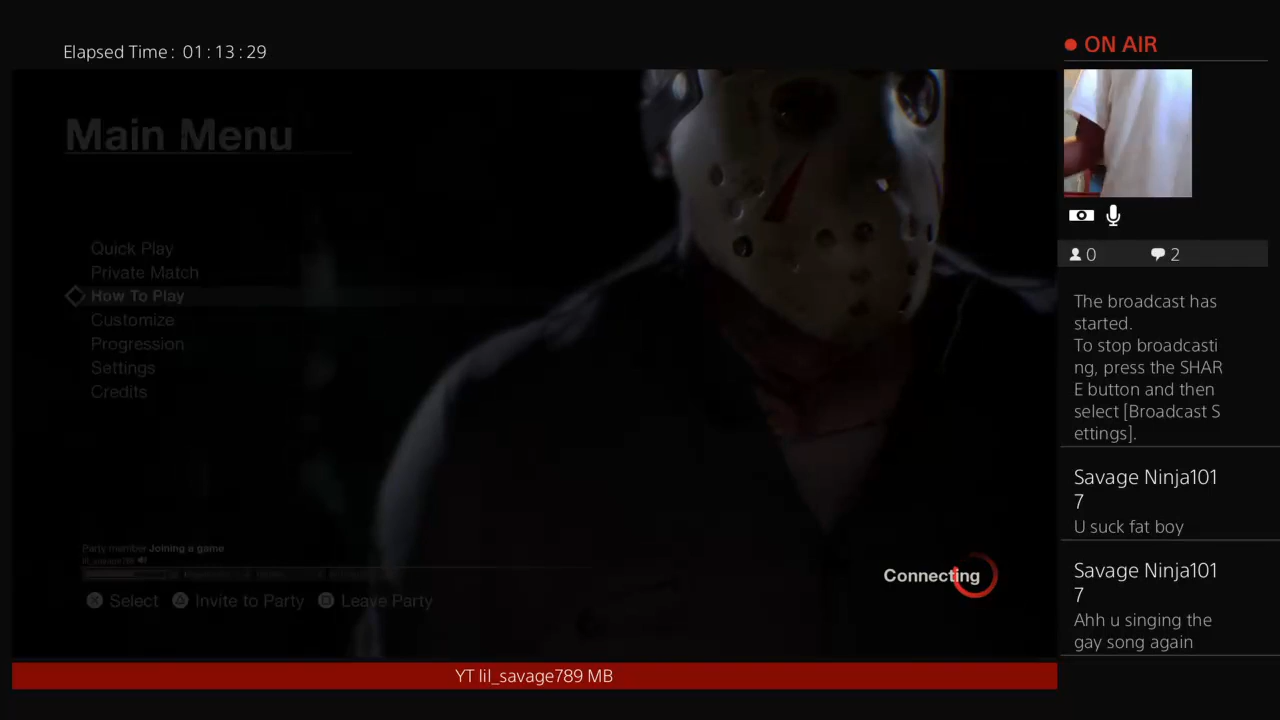 Elapsed Time: 01:13:29
ON AIR
Main Menu
Quick Play
Private Match
How To Play
Customize
Progression
Settings
Credits
Party member Joining a game
lil_savage789
Select
Invite to Party
Leave Party
Connecting
YT lil_savage789 MB
0
2
The broadcast has
started.
To stop broadcasti
ng, press the SHAR
E button and then
select [Broadcast S
ettings].
Savage Ninja101
7
U suck fat boy
Savage Ninja101
7
Ahh u singing the
gay song again